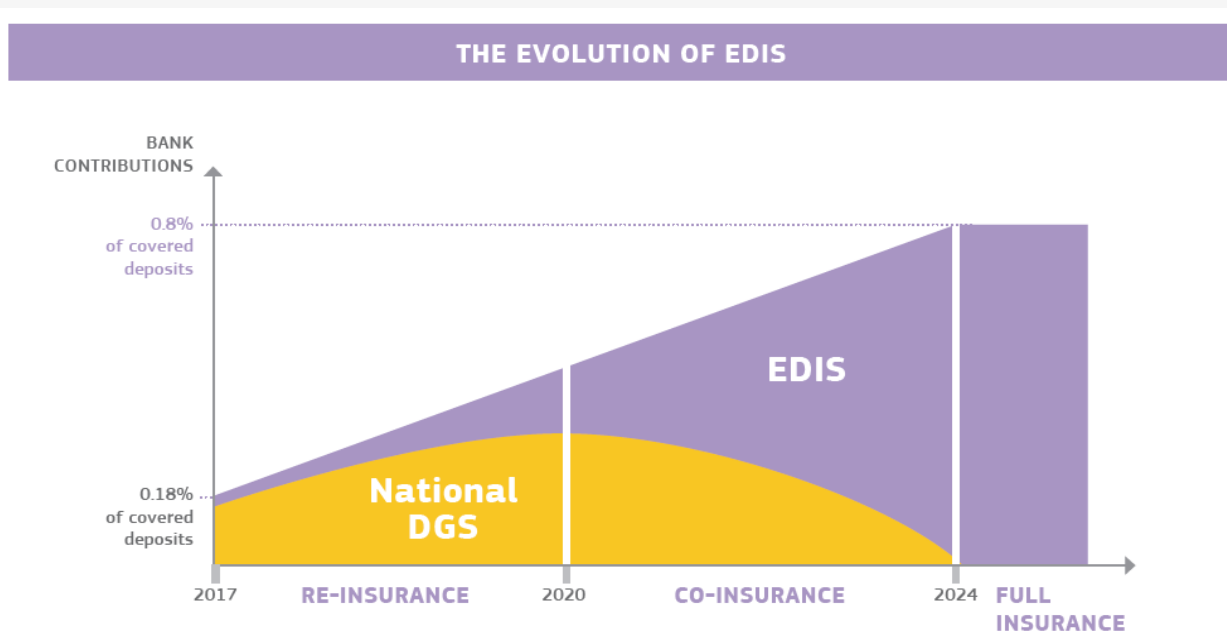 THE EVOLUTION OF EDIS
BANK
CONTRIBUTIONS
0.8%
of covered
deposits
EDIS
National
DGS
0.18%
of covered
deposits
2017
RE-INSURANCE
2020
CO-INSURANCE
2024
FULL
INSURANCE